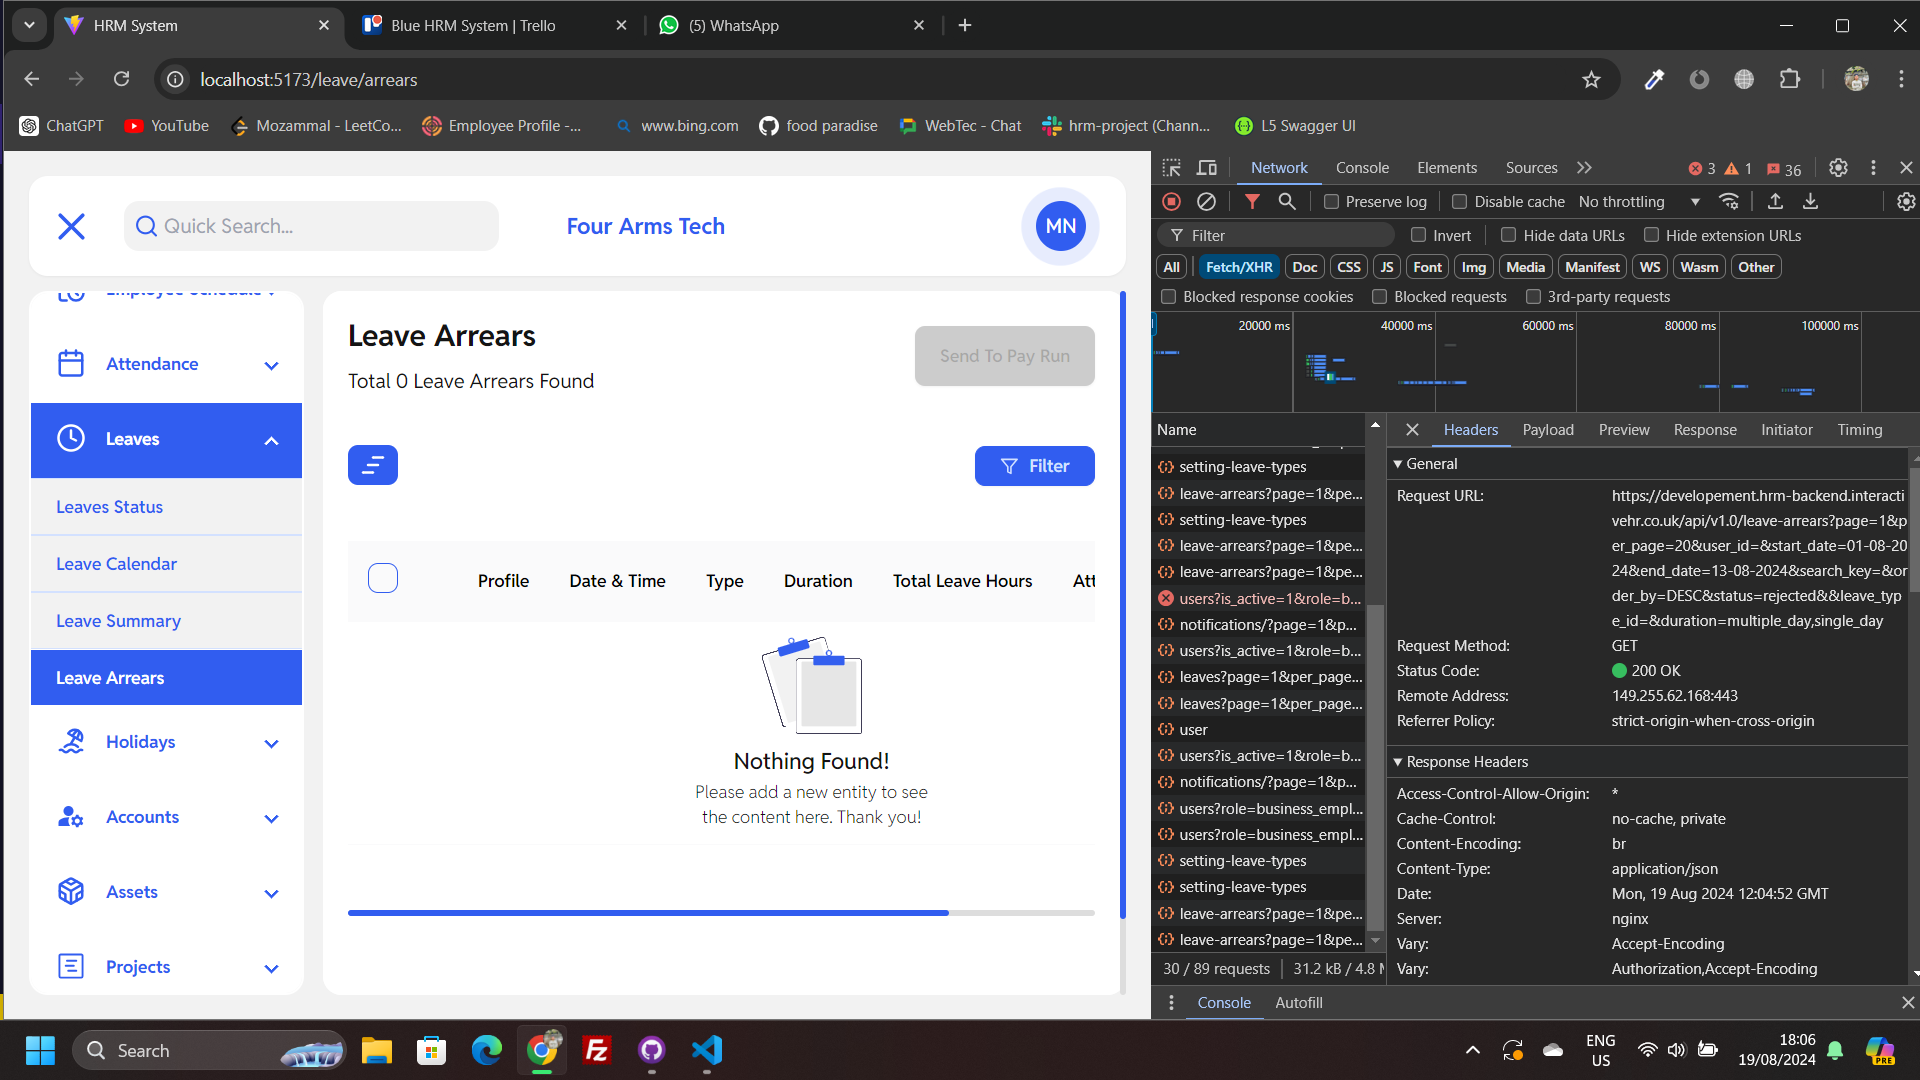 HRM System
Blue HRM System | Trello
(5) WhatsApp
localhost:5173/leave/arrears
ChatGPT
YouTube
Mozammal - LeetCo...
Employee Profile -...
www.bing.com
food paradise
WebTec - Chat
hrm-project (Chann...
L5 Swagger UI
Quick Search...
Four Arms Tech
MN
Employee Schedule
Attendance
Leaves
Leaves Status
Leave Calendar
Leave Summary
Leave Arrears
Holidays
Accounts
Assets
Projects
Leave Arrears
Total 0 Leave Arrears Found
Send To Pay Run
Filter
Profile Date & Time Type Duration Total Leave Hours Att
Nothing Found!
Please add a new entity to see
the content here. Thank you!
Network Console Elements Sources
3 1 36
Preserve log Disable cache No throttling
Filter Invert Hide data URLs Hide extension URLs
All Fetch/XHR Doc CSS JS Font Img Media Manifest WS Wasm Other
Blocked response cookies Blocked requests 3rd-party requests
20000 ms 40000 ms 60000 ms 80000 ms 100000 ms
Name
setting-leave-types
leave-arrears?page=1&pe...
setting-leave-types
leave-arrears?page=1&pe...
leave-arrears?page=1&pe...
users?is_active=1&role=b...
notifications/?page=1&p...
users?is_active=1&role=b...
leaves?page=1&per_page...
leaves?page=1&per_page...
user
users?is_active=1&role=b...
notifications/?page=1&p...
users?role=business_empl...
users?role=business_empl...
setting-leave-types
setting-leave-types
leave-arrears?page=1&pe...
leave-arrears?page=1&pe...
30 / 89 requests 31.2 kB / 4.8 M
Headers Payload Preview Response Initiator Timing
General
Request URL: https://developement.hrm-backend.interacti
vehr.co.uk/api/v1.0/leave-arrears?page=1&p
er_page=20&user_id=&start_date=01-08-20
24&end_date=13-08-2024&search_key=&or
der_by=DESC&status=rejected&&leave_typ
e_id=&duration=multiple_day,single_day
Request Method: GET
Status Code: 200 OK
Remote Address: 149.255.62.168:443
Referrer Policy: strict-origin-when-cross-origin
Response Headers
Access-Control-Allow-Origin: *
Cache-Control: no-cache, private
Content-Encoding: br
Content-Type: application/json
Date: Mon, 19 Aug 2024 12:04:52 GMT
Server: nginx
Vary: Accept-Encoding
Vary: Authorization,Accept-Encoding
Console Autofill
Search
Fz
ENG
US
18:06
19/08/2024
PRE